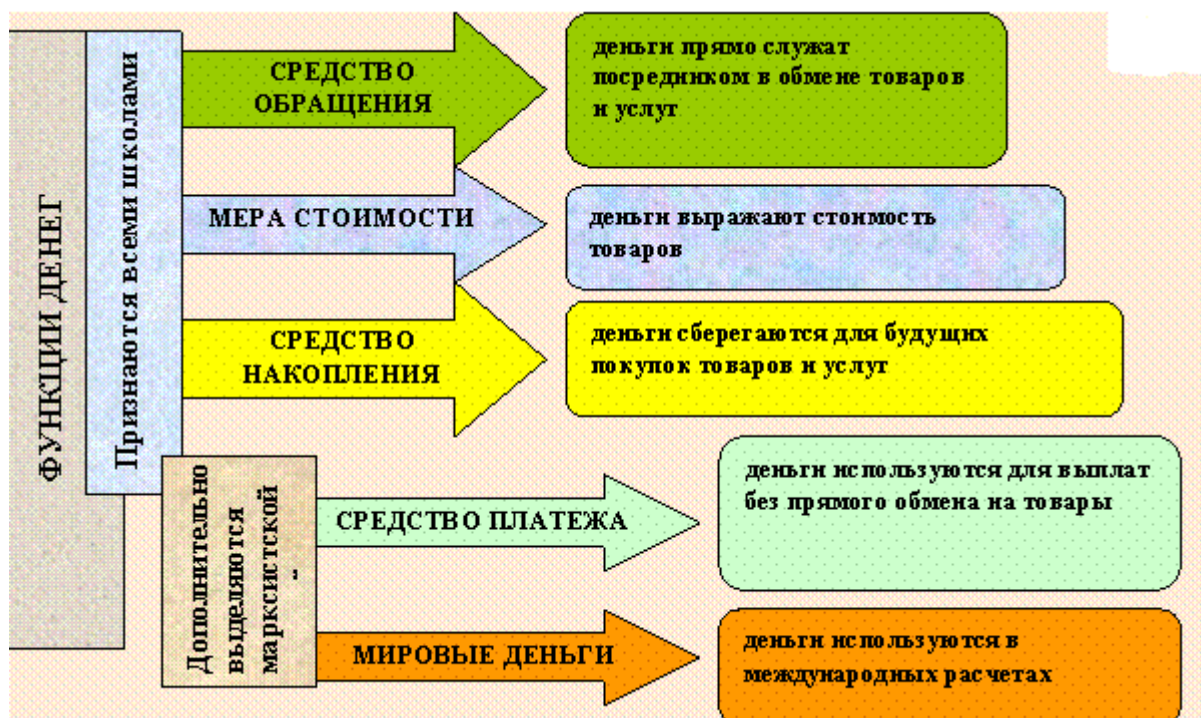 ФУНКЦИИ ДЕНЕГ
Признаются всеми школами
СРЕДСТВО
ОБРАЩЕНИЯ
деньги прямо служат
посредником в обмене товаров
и услуг
МЕРА СТОИМОСТИ
деньги выражают стоимость
товаров
СРЕДСТВО
НАКОПЛЕНИЯ
деньги сберегаются для будущих
покупок товаров и услуг
Дополнительно
выделяются
марксистской
-
СРЕДСТВО ПЛАТЕЖА
деньги используются для выплат
без прямого обмена на товары
МИРОВЫЕ ДЕНЬГИ
деньги используются в
международных расчетах